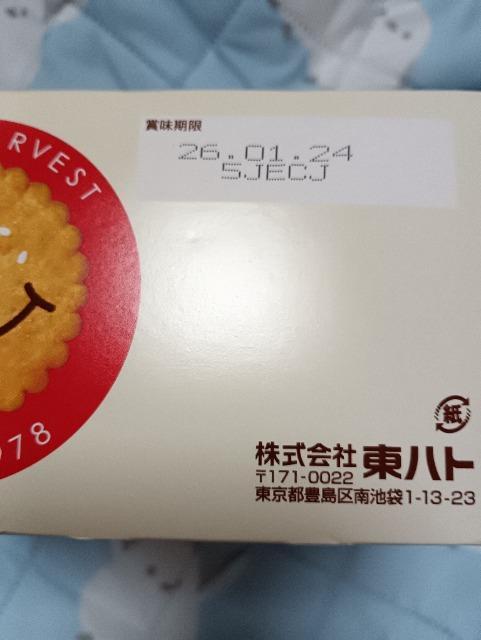 RVEST
賞味期限
26.01.24
5JECJ
978
紙
株式会社 東ハト
〒171-0022
東京都豊島区南池袋1-13-23